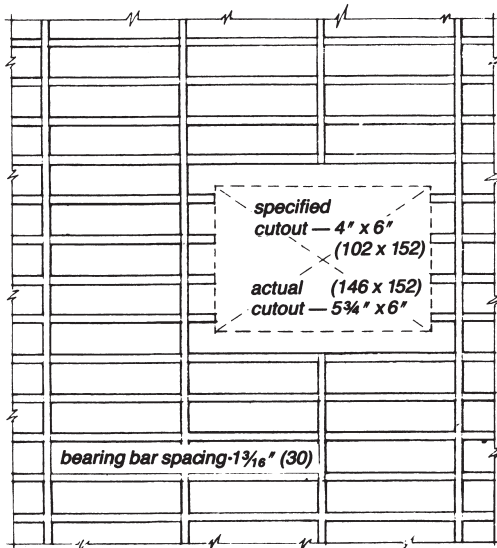 specified
cutout — 4" x 6"
(102 x 152)
actual (146 x 152)
cutout — 5¾" x 6"
bearing bar spacing·1³⁄₁₆" (30)